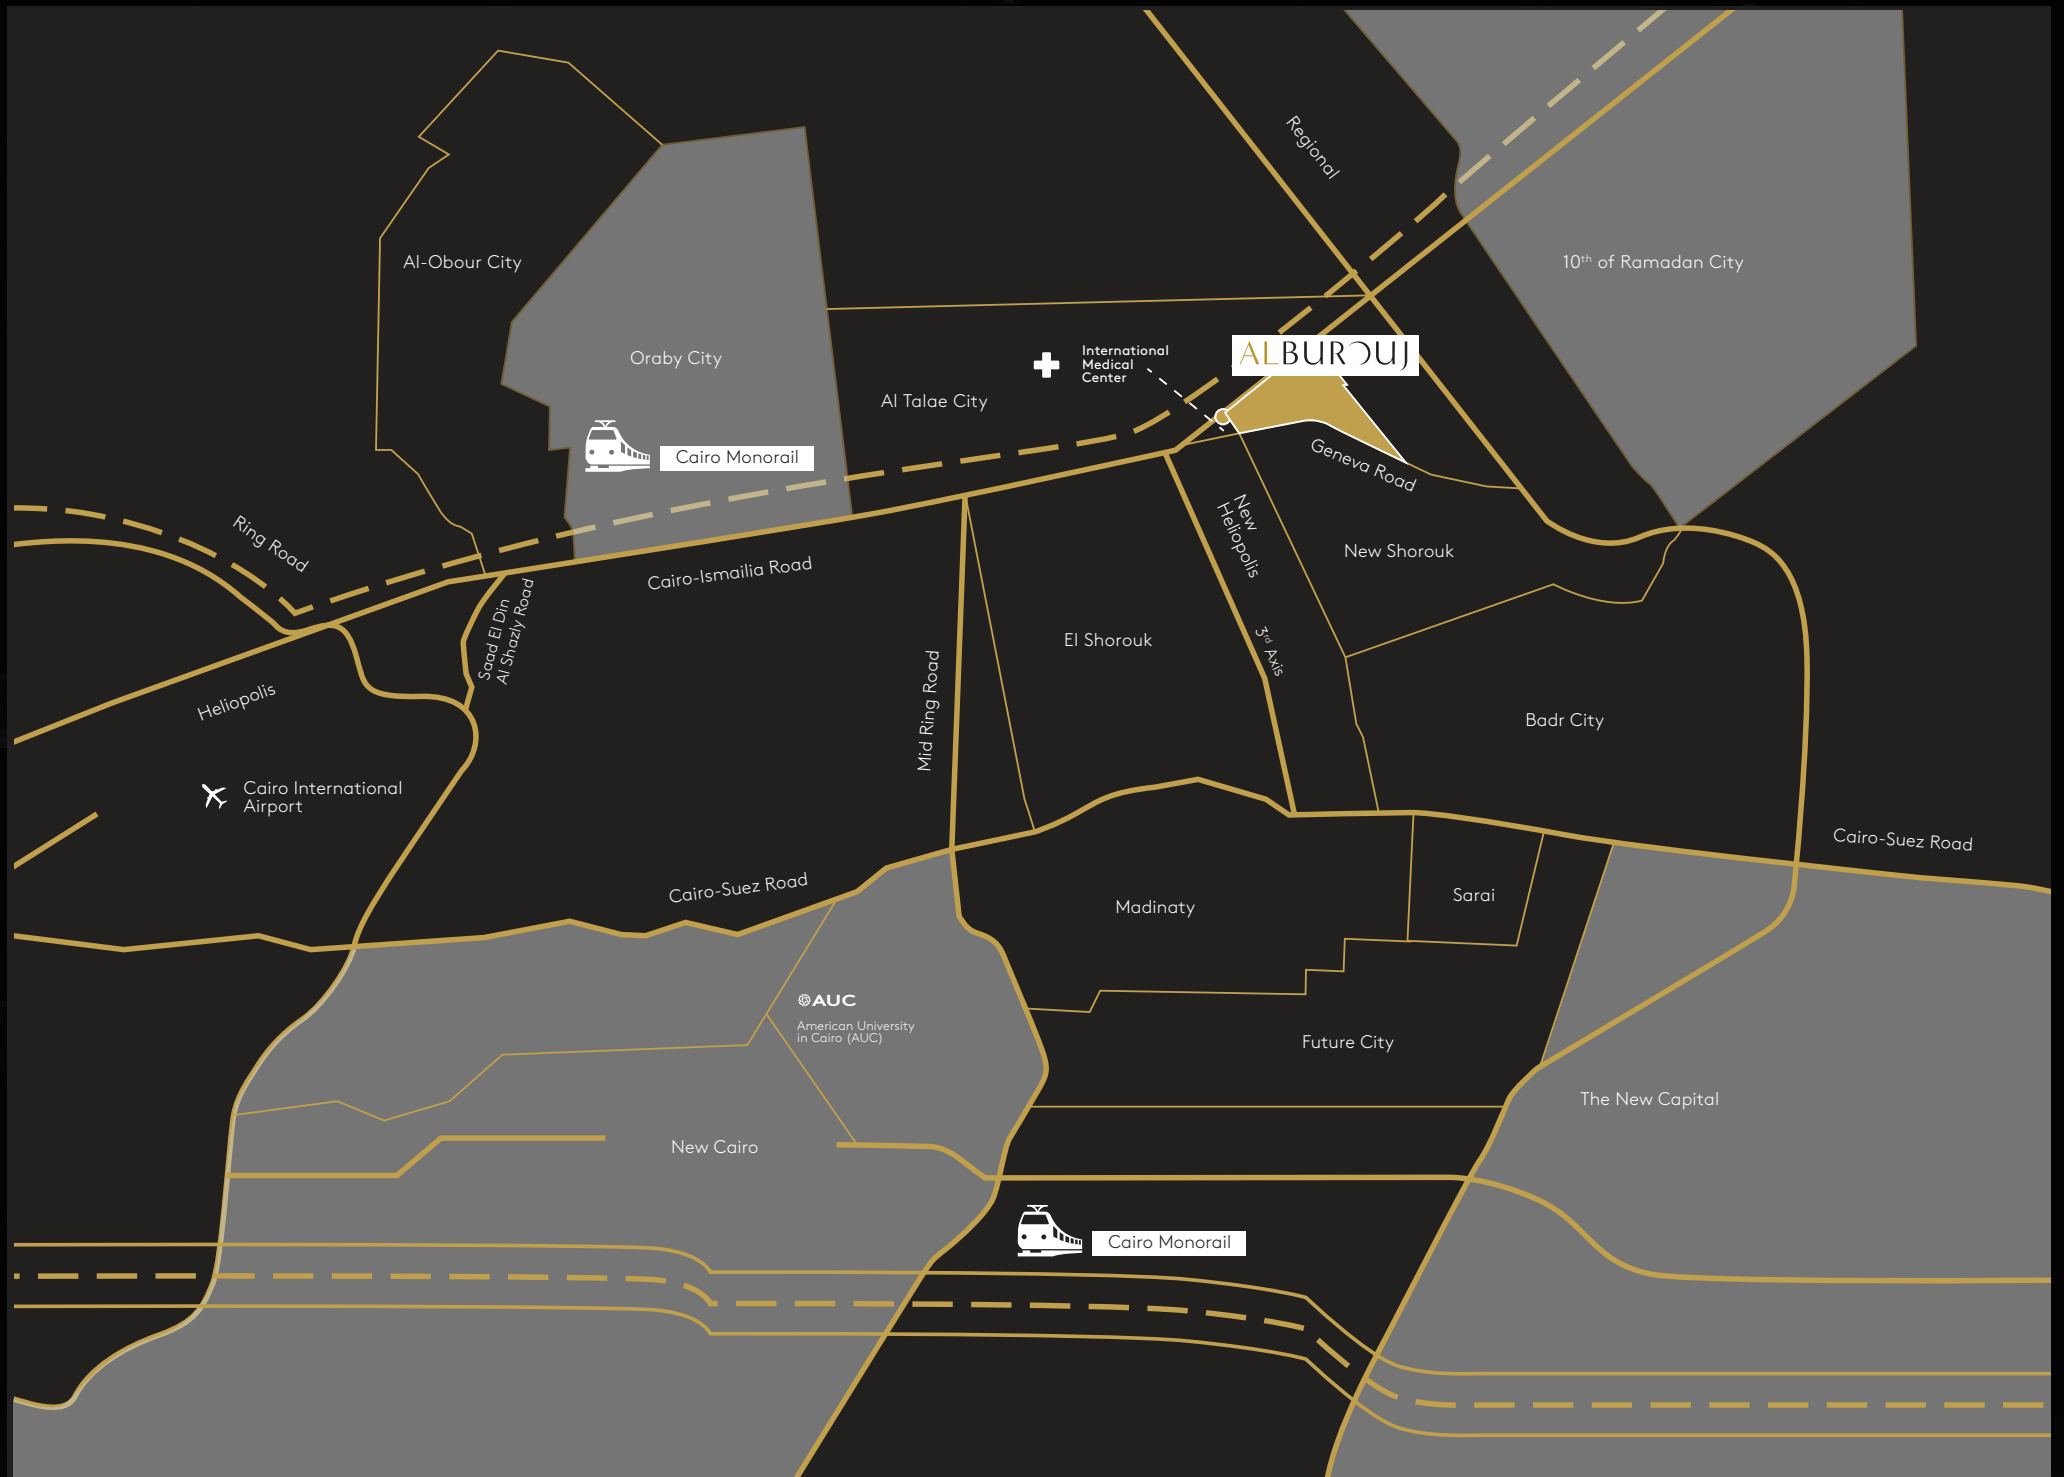 Regional
Al-Obour City
10th of Ramadan City
Oraby City
International
Medical
Center
ALBUROUJ
Al Talae City
Cairo Monorail
Geneva Road
Ring Road
New
Heliopolis
New Shorouk
Cairo-Ismailia Road
Saad El Din
Al Shazly Road
El Shorouk
3rd Axis
Mid Ring Road
Heliopolis
Badr City
Cairo International
Airport
Cairo-Suez Road
Cairo-Suez Road
Madinaty
Sarai
AUC
American University
in Cairo (AUC)
Future City
The New Capital
New Cairo
Cairo Monorail